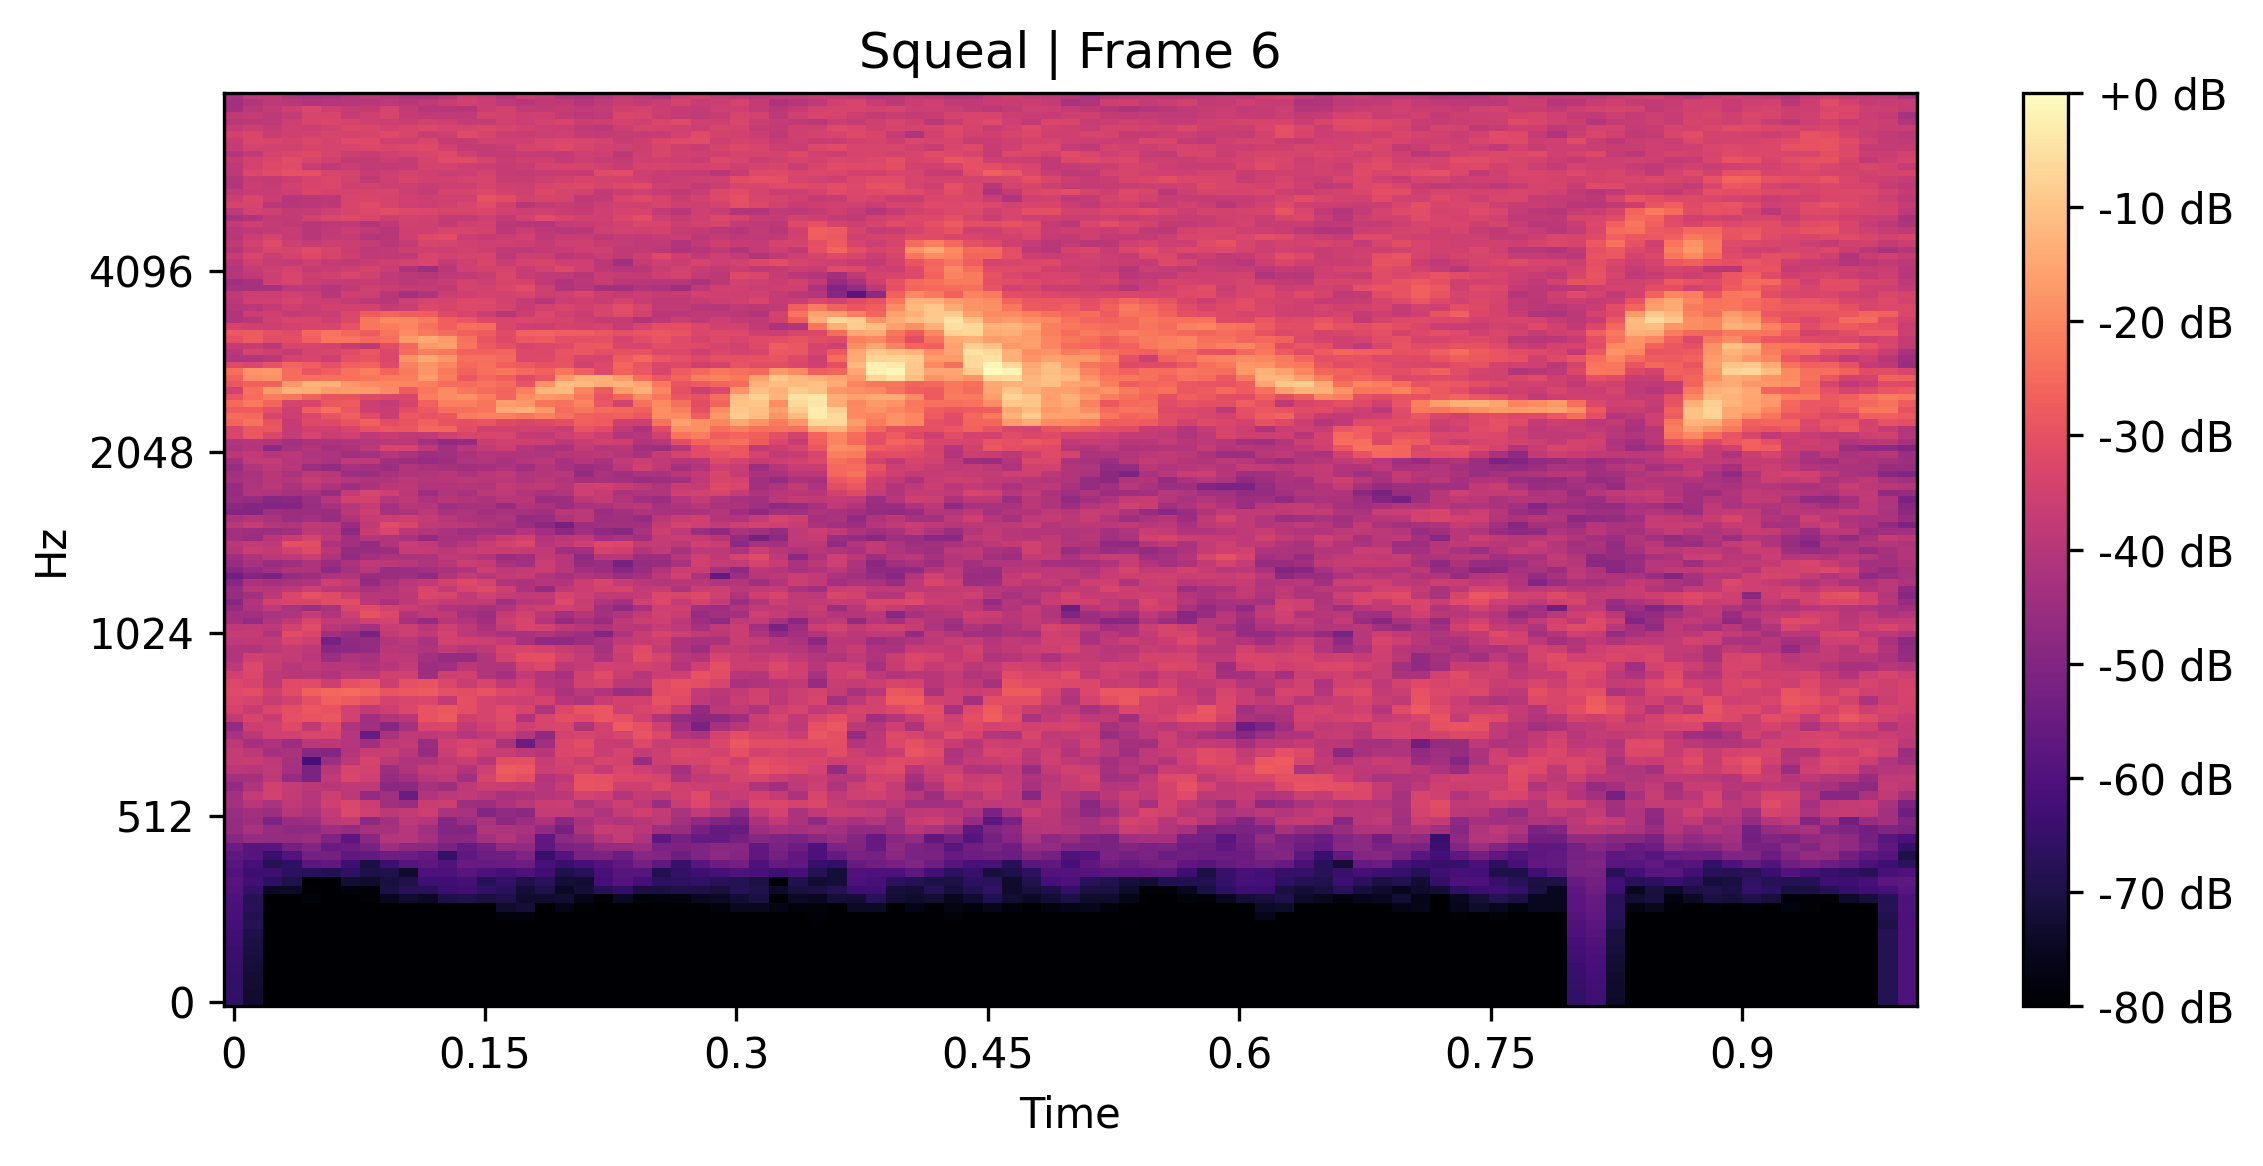 Squeal | Frame 6
Hz
4096
2048
1024
512
0
0 0.15 0.3 0.45 0.6 0.75 0.9
Time
+0 dB
-10 dB
-20 dB
-30 dB
-40 dB
-50 dB
-60 dB
-70 dB
-80 dB